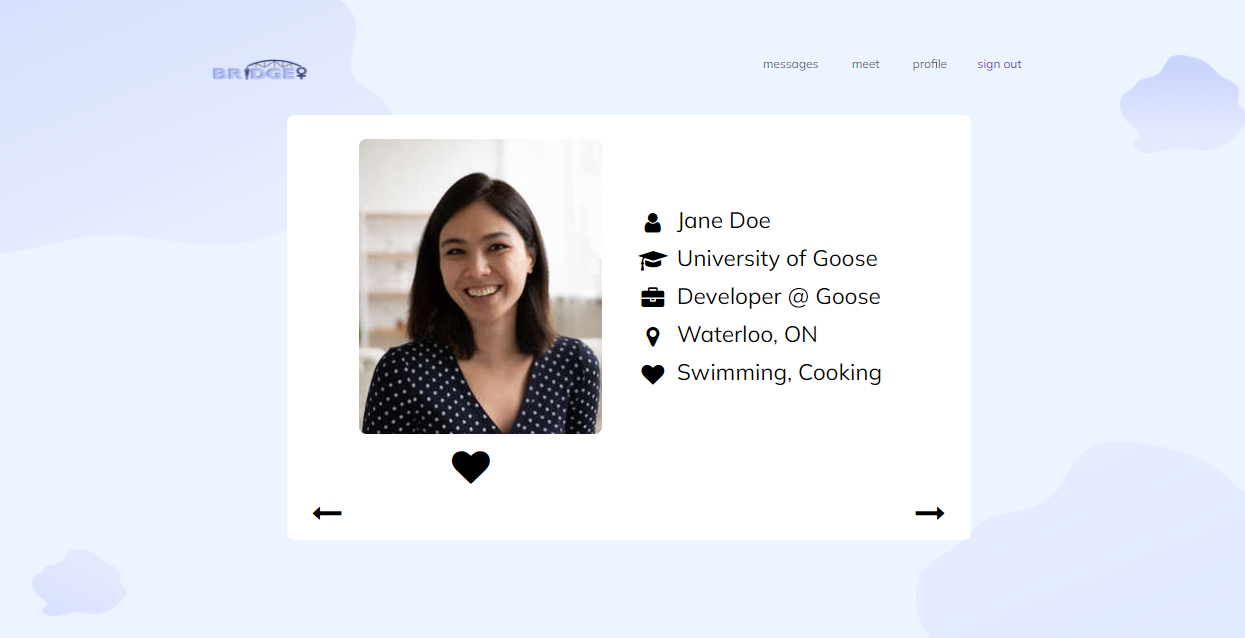 BRIDGE
messages meet profile sign out
Jane Doe
University of Goose
Developer @ Goose
Waterloo, ON
Swimming, Cooking